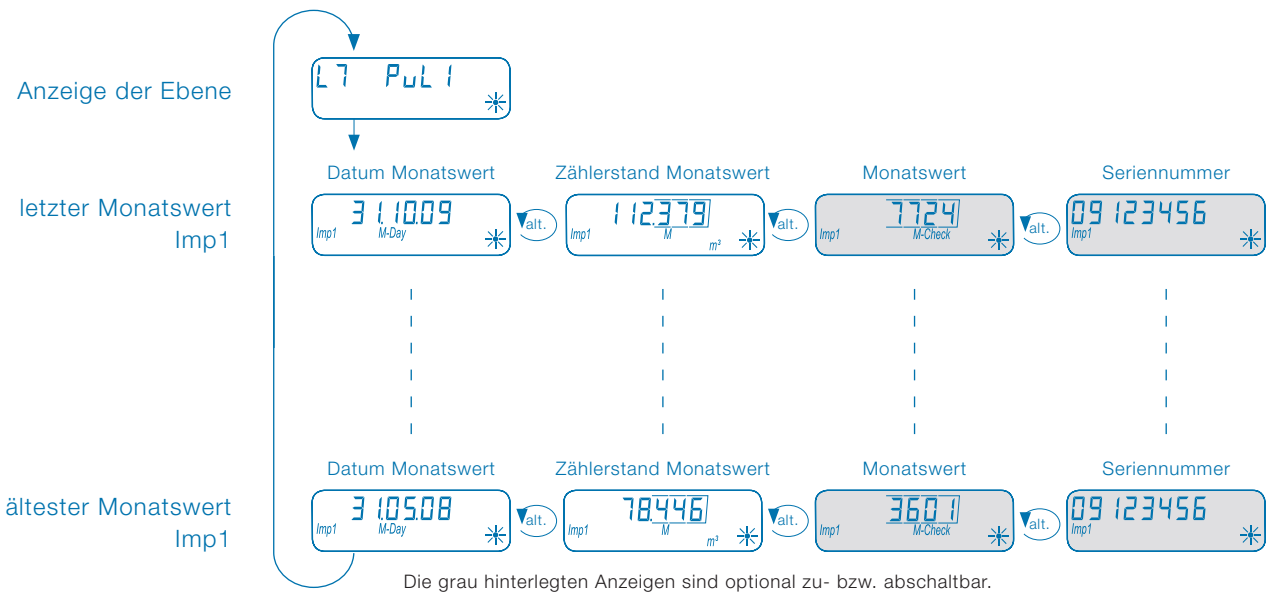 Anzeige der Ebene
L7 PuL1
Datum Monatswert Zählerstand Monatswert Monatswert Seriennummer
letzter Monatswert
Imp1
31.10.09
Imp1 M-Day
alt.
112.379
Imp1 M m³
alt.
7724
Imp1 M-Check
alt.
09123456
Imp1
Datum Monatswert Zählerstand Monatswert Monatswert Seriennummer
ältester Monatswert
Imp1
31.05.08
Imp1 M-Day
alt.
78.446
Imp1 M m³
alt.
3601
Imp1 M-Check
alt.
09123456
Imp1
Die grau hinterlegten Anzeigen sind optional zu- bzw. abschaltbar.